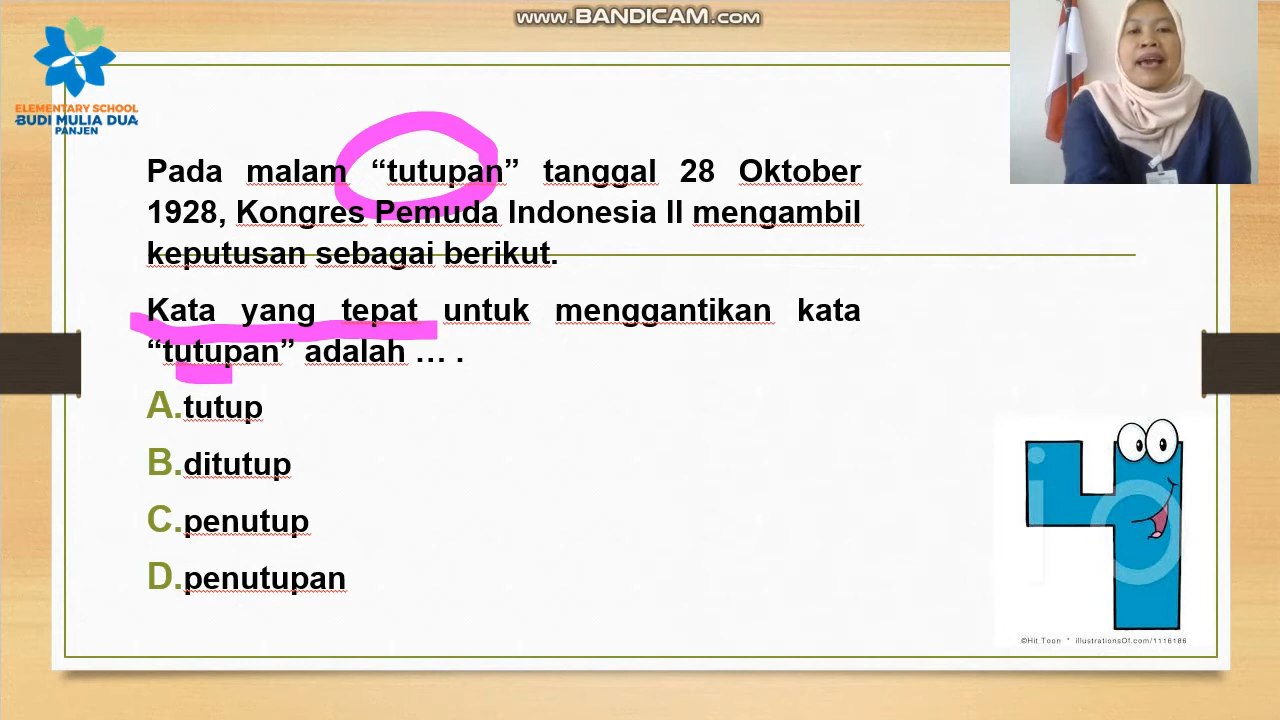 www.BANDICAM.com
ELEMENTARY SCHOOL
BUDI MULIA DUA
PANJEN
Pada malam “tutupan” tanggal 28 Oktober
1928, Kongres Pemuda Indonesia II mengambil
keputusan sebagai berikut.
Kata yang tepat untuk menggantikan kata
“tutupan” adalah … .
A.tutup
B.ditutup
C.penutup
D.penutupan
©Hit Toon * illustrationsOf.com/1116186